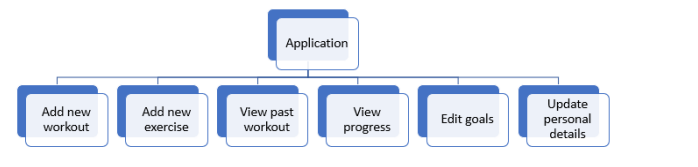 Application
Add new
workout
Add new
exercise
View past
workout
View
progress
Edit goals
Update
personal
details